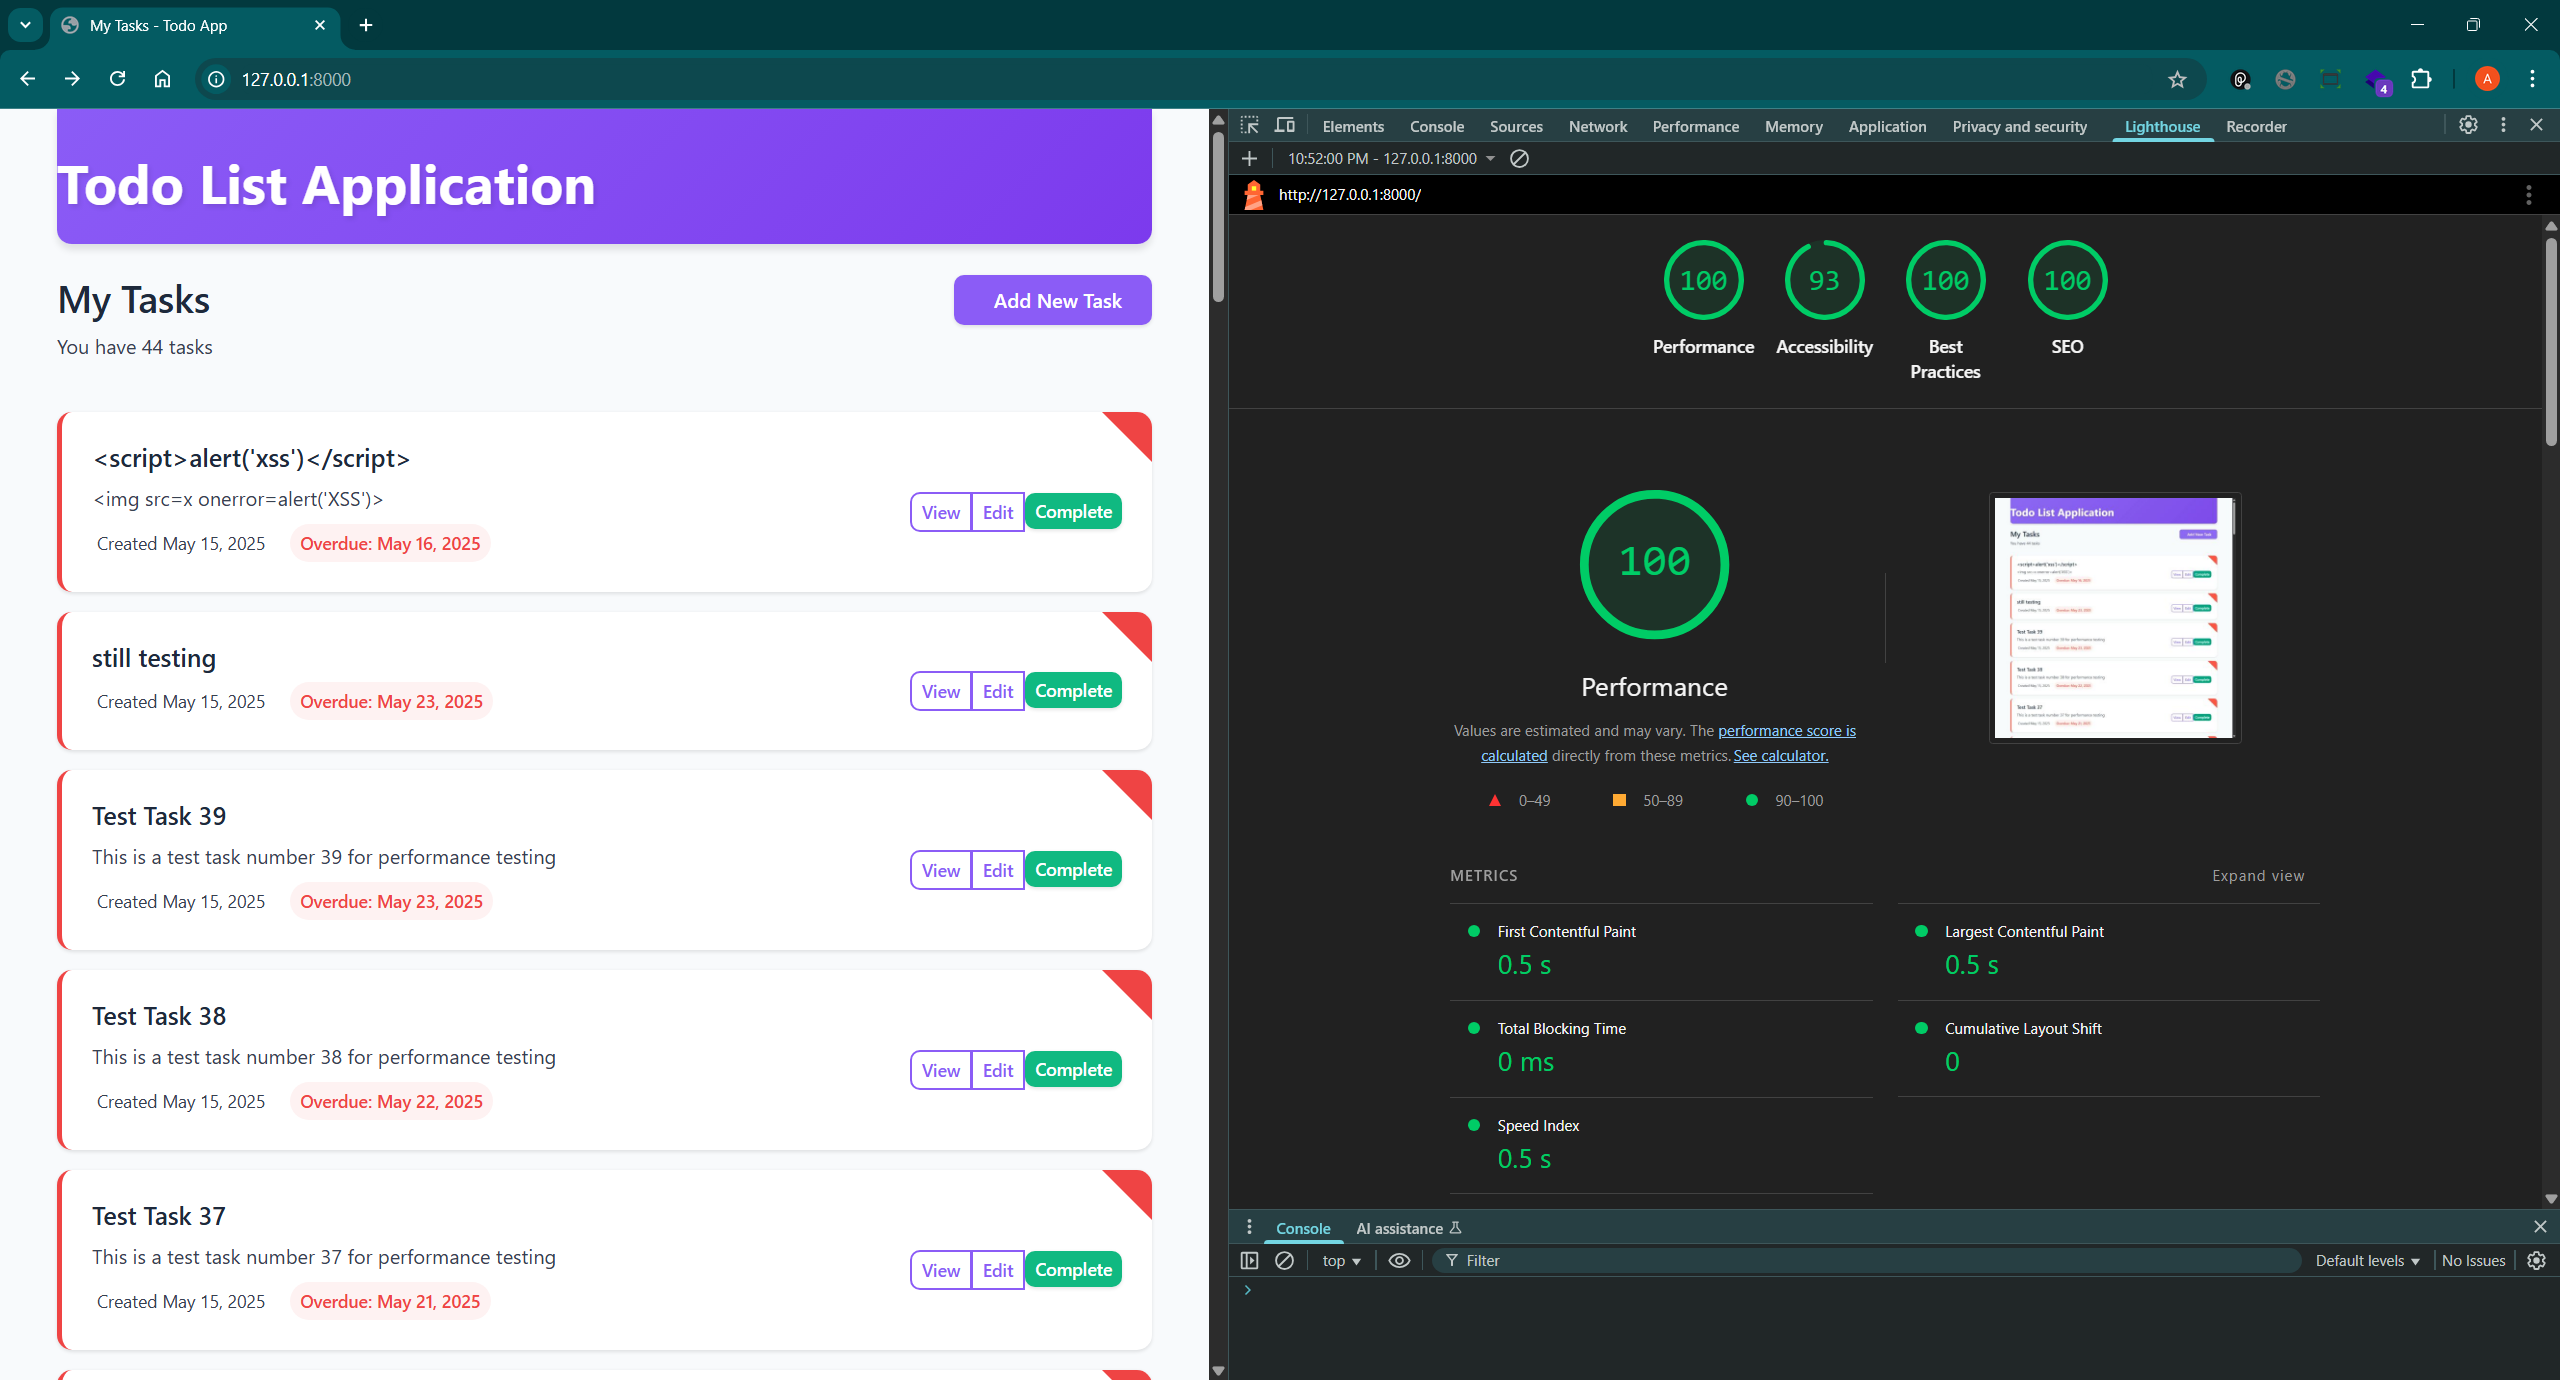 My Tasks - Todo App
127.0.0.1:8000
4
A
Todo List Application
My Tasks
Add New Task
You have 44 tasks
<script>alert('xss')</script>
<img src=x onerror=alert('XSS')>
View Edit Complete
Created May 15, 2025 Overdue: May 16, 2025
still testing
View Edit Complete
Created May 15, 2025 Overdue: May 23, 2025
Test Task 39
This is a test task number 39 for performance testing
View Edit Complete
Created May 15, 2025 Overdue: May 23, 2025
Test Task 38
This is a test task number 38 for performance testing
View Edit Complete
Created May 15, 2025 Overdue: May 22, 2025
Test Task 37
This is a test task number 37 for performance testing
View Edit Complete
Created May 15, 2025 Overdue: May 21, 2025
Elements Console Sources Network Performance Memory Application Privacy and security Lighthouse Recorder
10:52:00 PM - 127.0.0.1:8000
http://127.0.0.1:8000/
100 93 100 100
Performance Accessibility Best Practices SEO
100
Performance
Values are estimated and may vary. The performance score is
calculated directly from these metrics. See calculator.
0–49 50–89 90–100
Todo List Application
My Tasks
METRICS Expand view
First Contentful Paint
0.5 s
Largest Contentful Paint
0.5 s
Total Blocking Time
0 ms
Cumulative Layout Shift
0
Speed Index
0.5 s
Console AI assistance
top Filter Default levels No Issues